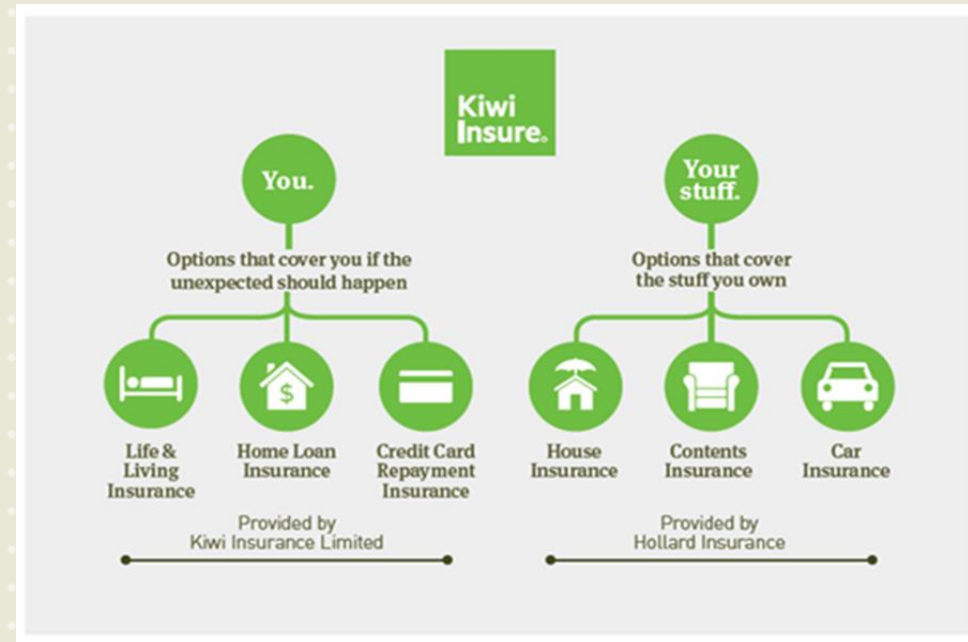 Kiwi
Insure.
You.
Options that cover you if the
unexpected should happen
Life &
Living
Insurance
$
Home Loan
Insurance
Credit Card
Repayment
Insurance
Provided by
Kiwi Insurance Limited
Your
stuff.
Options that cover
the stuff you own
House
Insurance
Contents
Insurance
Car
Insurance
Provided by
Hollard Insurance